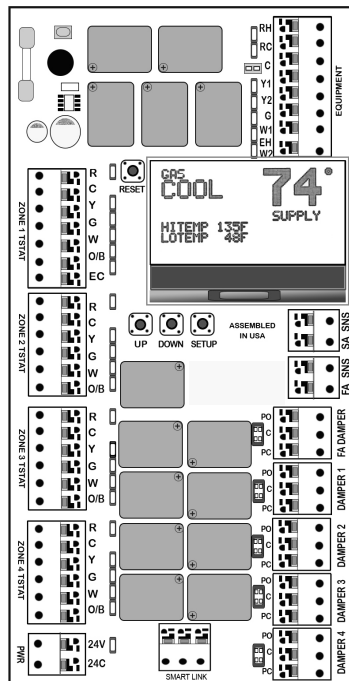 RH
RC
C
Y1
Y2
G
W1
EH
W2
EQUIPMENT
R
C
Y
G
W
O/B
EC
ZONE 1 TSTAT
RESET
GAS
COOL
74°
SUPPLY
HITEMP 135F
LOTEMP 48F
R
C
Y
G
W
O/B
ZONE 2 TSTAT
UP
DOWN
SETUP
ASSEMBLED
IN USA
SA SNS
FA SNS
R
C
Y
G
W
O/B
ZONE 3 TSTAT
PO
C
PC
FA DAMPER
PO
C
PC
DAMPER 1
R
C
Y
G
W
O/B
ZONE 4 TSTAT
PO
C
PC
DAMPER 2
PO
C
PC
DAMPER 3
24V
24C
PWR
SMART LINK
PO
C
PC
DAMPER 4